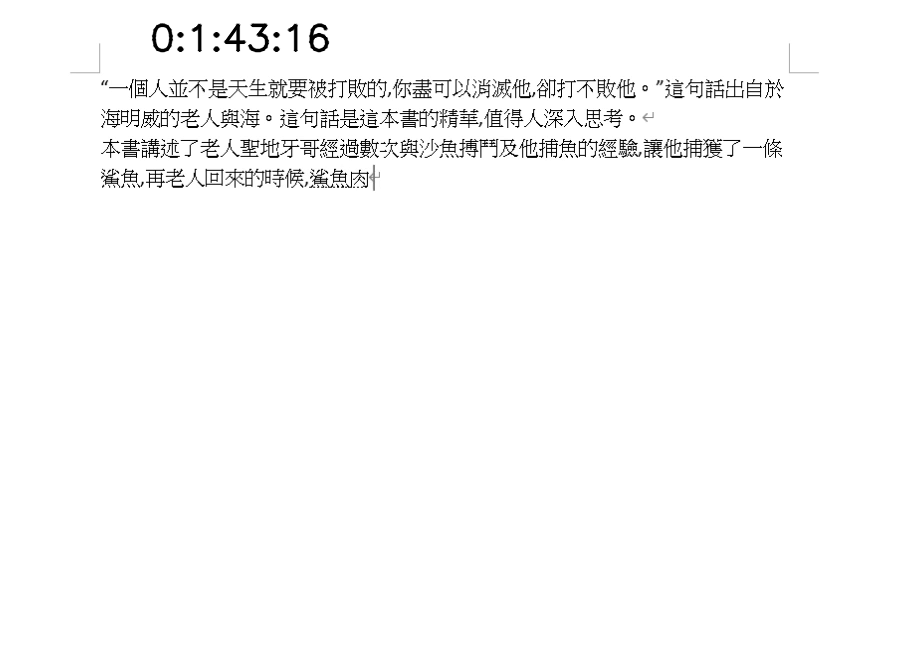 0:1:43:16
“一個人並不是天生就要被打敗的,你盡可以消滅他,卻打不敗他。”這句話出自於
海明威的老人與海。這句話是這本書的精華,值得人深入思考。
本書講述了老人聖地牙哥經過數次與沙魚搏鬥及他捕魚的經驗,讓他捕獲了一條
鯊魚,再老人回來的時候,鯊魚肉